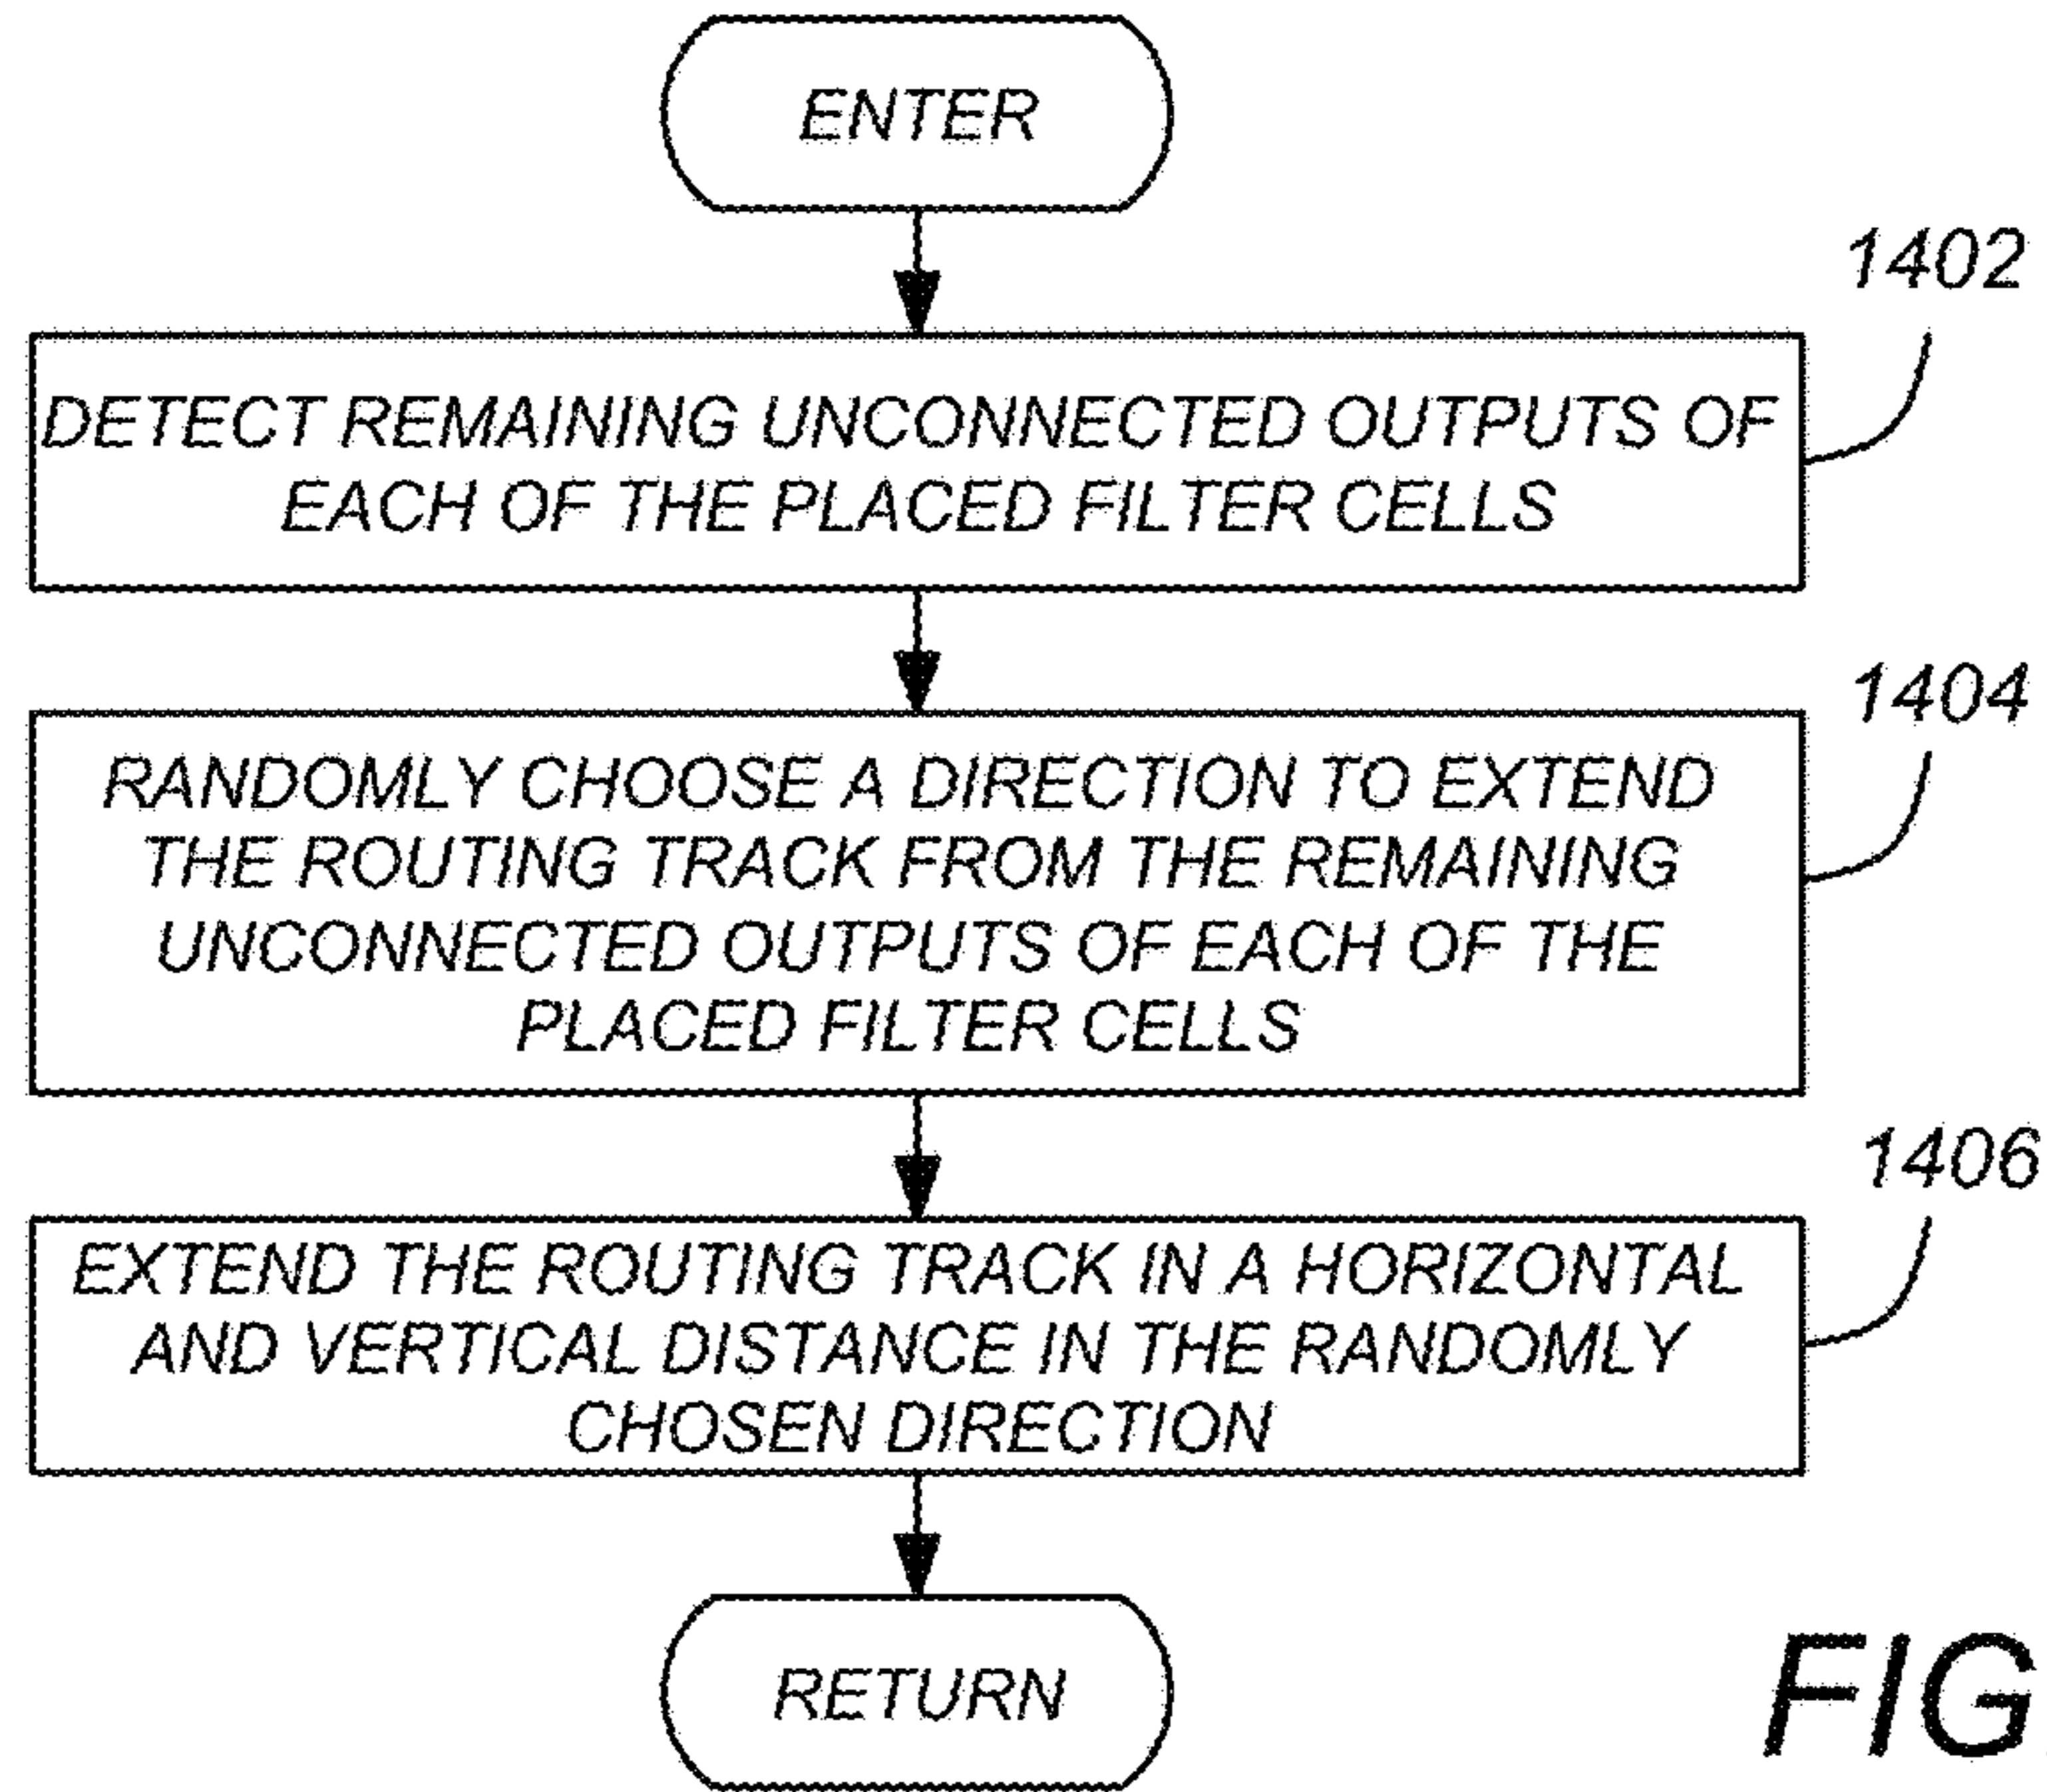 ENTER
1402
DETECT REMAINING UNCONNECTED OUTPUTS OF
EACH OF THE PLACED FILTER CELLS
1404
RANDOMLY CHOOSE A DIRECTION TO EXTEND
THE ROUTING TRACK FROM THE REMAINING
UNCONNECTED OUTPUTS OF EACH OF THE
PLACED FILTER CELLS
1406
EXTEND THE ROUTING TRACK IN A HORIZONTAL
AND VERTICAL DISTANCE IN THE RANDOMLY
CHOSEN DIRECTION
RETURN
FIG.